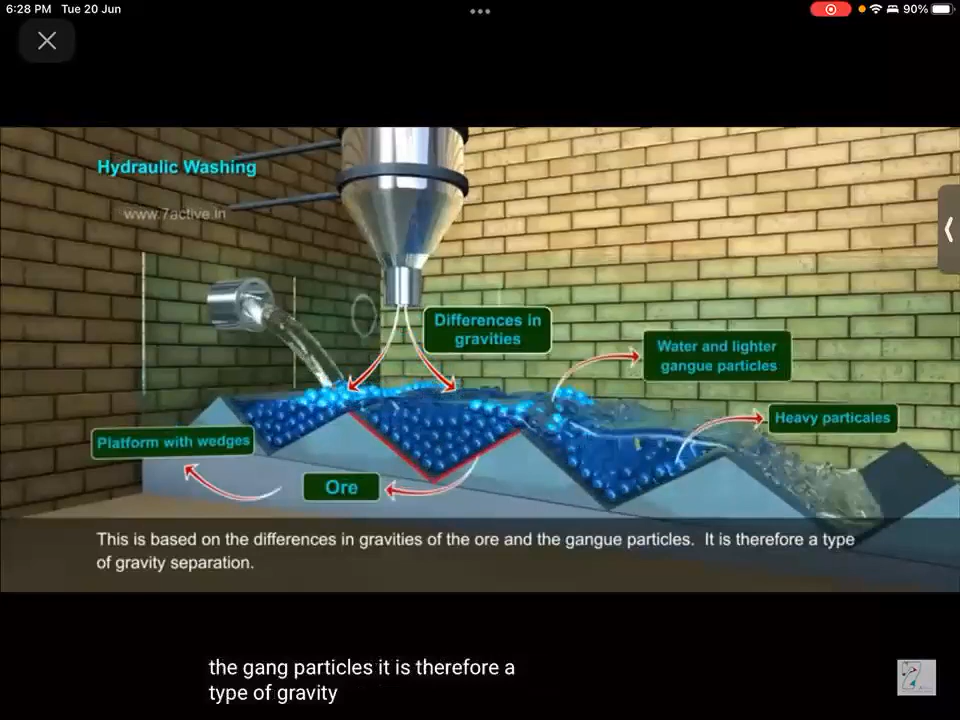 6:28 PM Tue 20 Jun
90%
Hydraulic Washing
www.7active.in
Differences in
gravities
Water and lighter
gangue particles
Heavy particales
Platform with wedges
Ore
This is based on the differences in gravities of the ore and the gangue particles. It is therefore a type
of gravity separation.
the gang particles it is therefore a
type of gravity